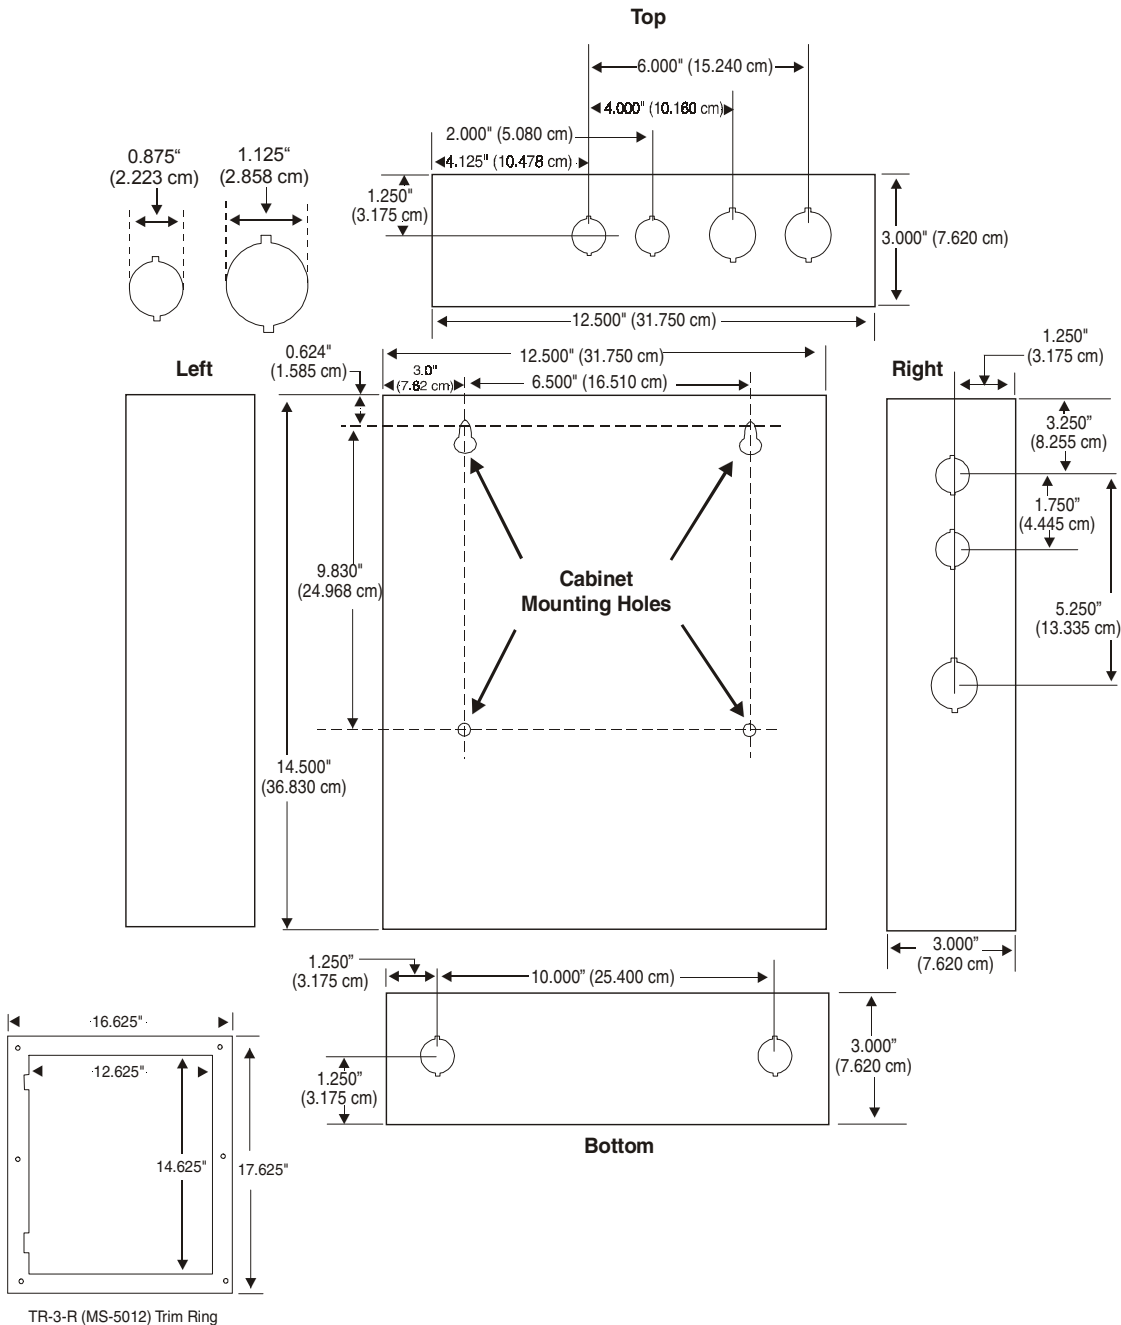 Top
6.000" (15.240 cm)
4.000" (10.160 cm)
2.000" (5.080 cm)
4.125" (10.478 cm)
0.875“
(2.223 cm)
1.125“
(2.858 cm)
1.250"
(3.175 cm)
3.000" (7.620 cm)
12.500" (31.750 cm)
0.624"
(1.585 cm)
12.500" (31.750 cm)
3.0"
(7.62 cm)
6.500" (16.510 cm)
1.250"
(3.175 cm)
Left
Right
3.250"
(8.255 cm)
1.750”
(4.445 cm)
9.830"
(24.968 cm)
Cabinet
Mounting Holes
5.250”
(13.335 cm)
14.500"
(36.830 cm)
3.000”
(7.620 cm)
1.250”
(3.175 cm)
10.000” (25.400 cm)
3.000”
(7.620 cm)
1.250”
(3.175 cm)
Bottom
16.625"
12.625"
14.625"
17.625"
TR-3-R (MS-5012) Trim Ring